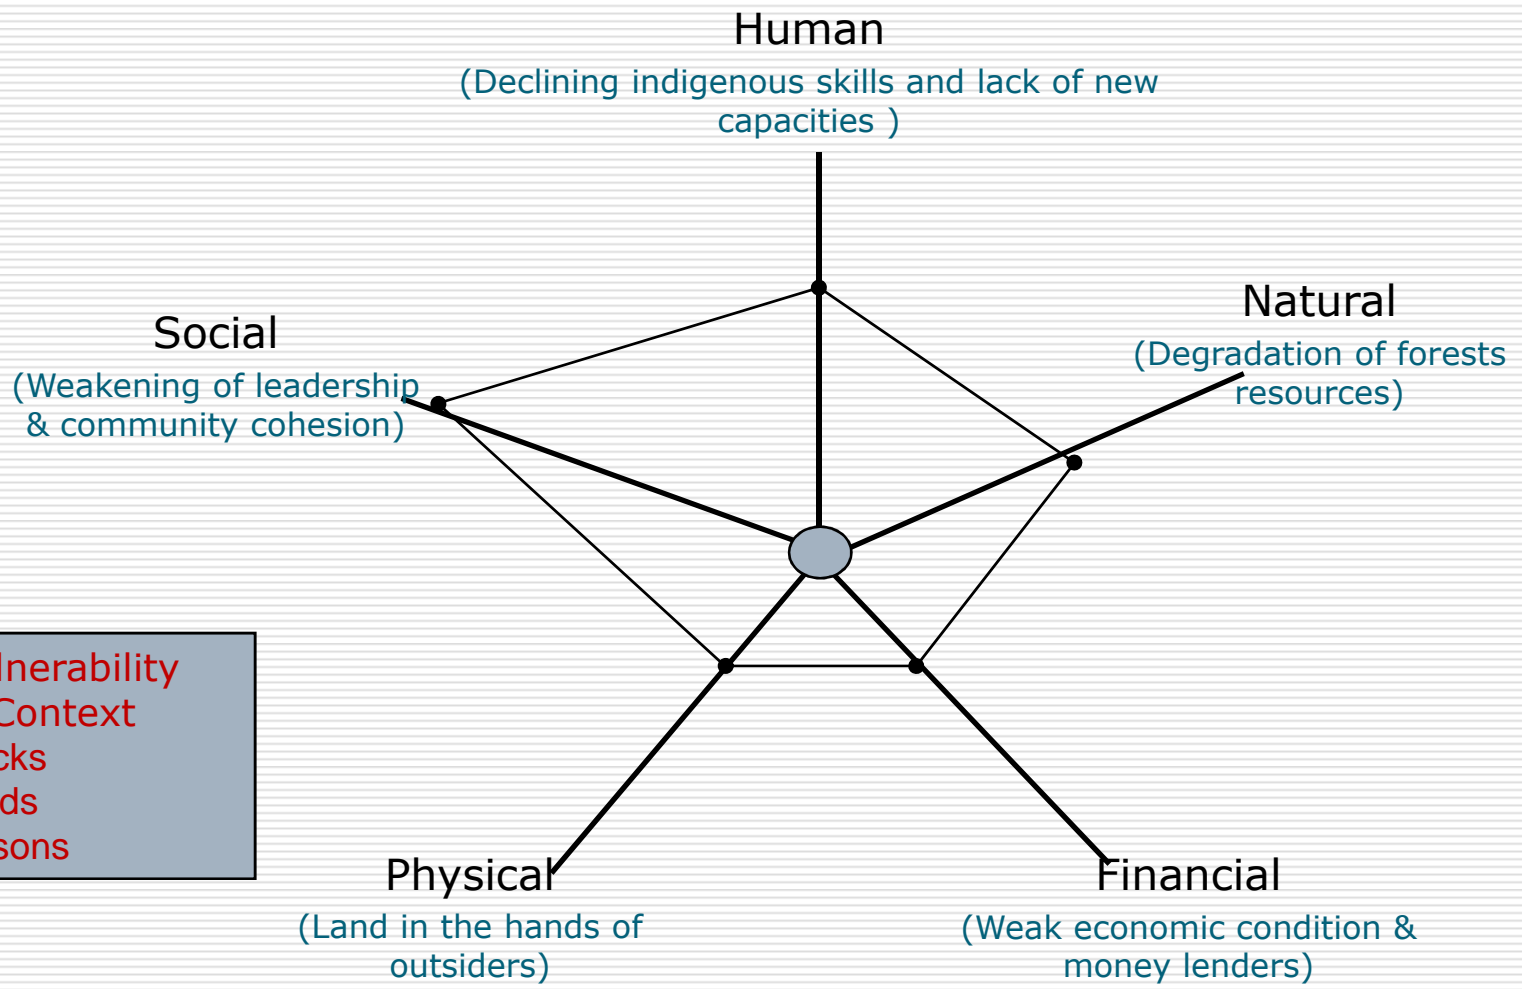 Human
(Declining indigenous skills and lack of new
capacities )
Natural
(Degradation of forests
resources)
Social
(Weakening of leadership
& community cohesion)
lnerability
Context
cks
ds
sons
Physical
(Land in the hands of
outsiders)
Financial
(Weak economic condition &
money lenders)